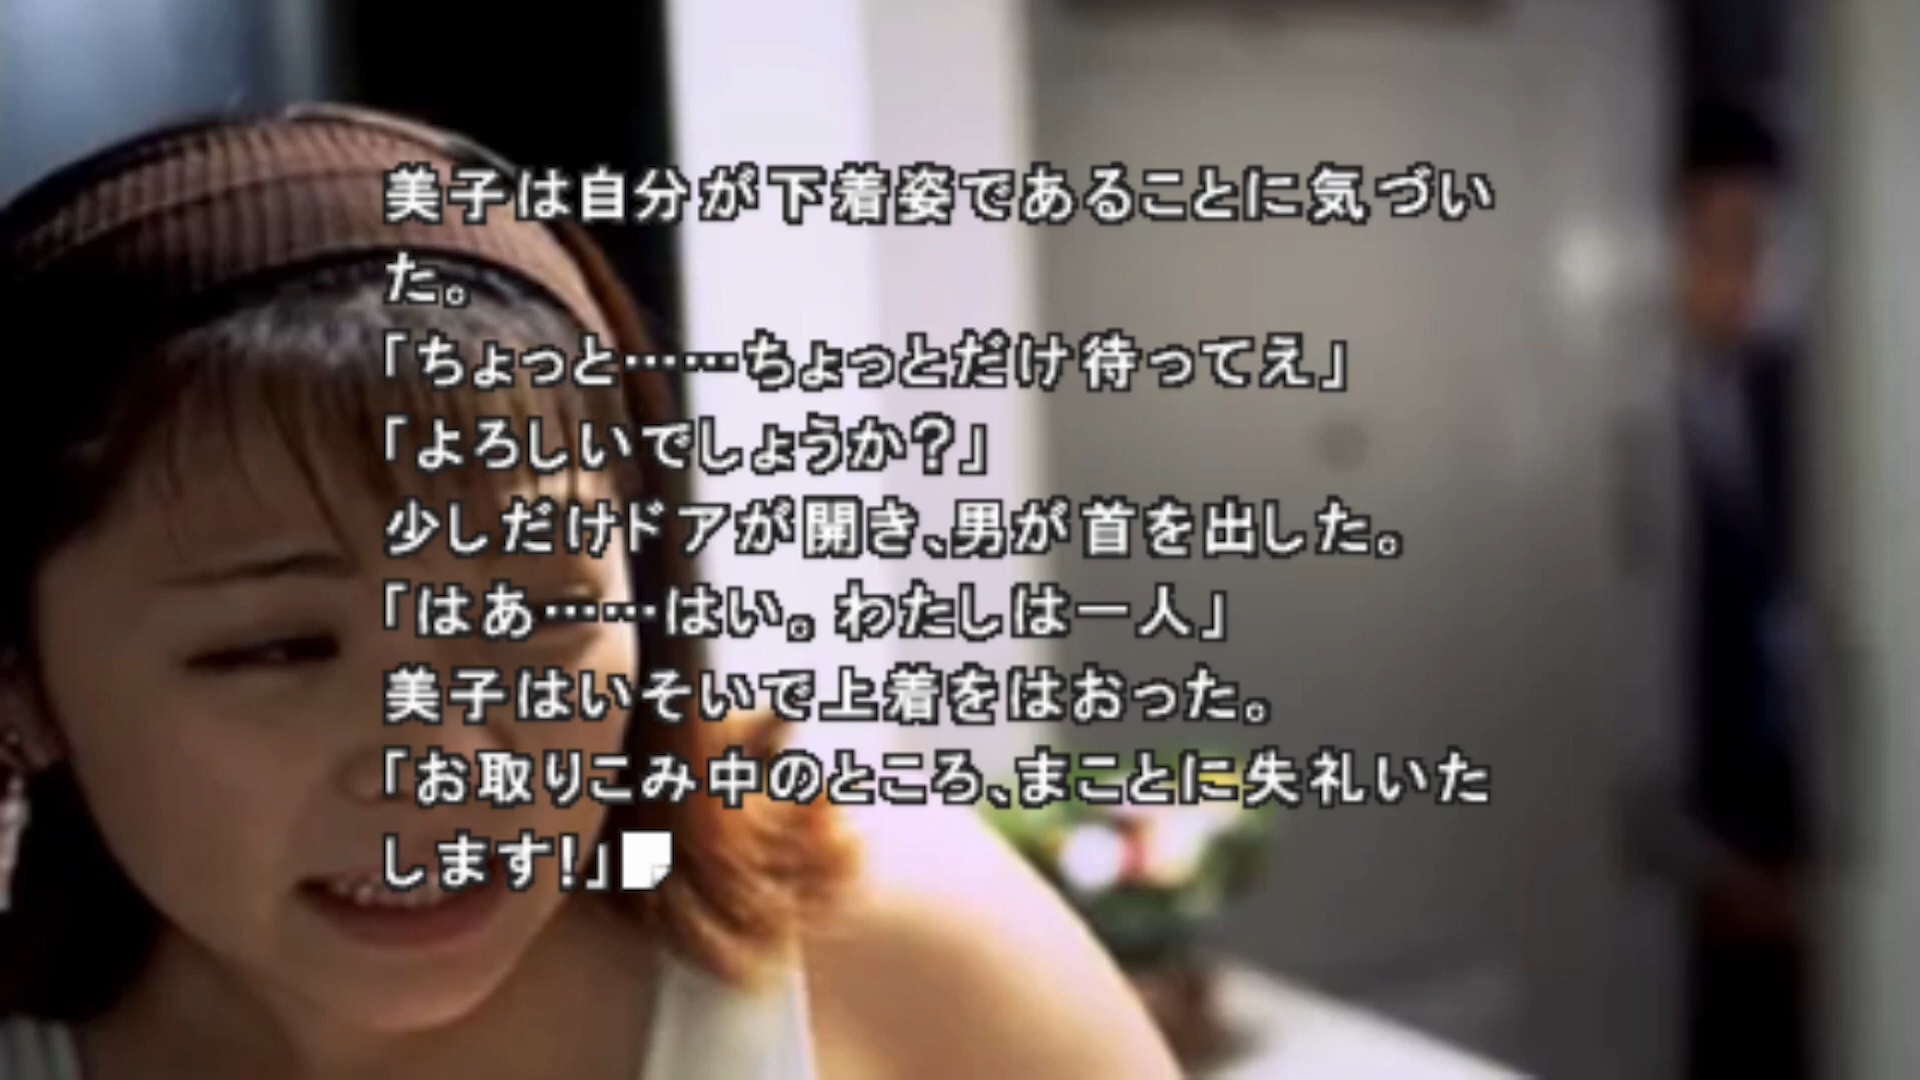 美子は自分が下着姿であることに気づい
た。
「ちょっと……ちょっとだけ待ってえ」
「よろしいでしょうか？」
少しだけドアが開き、男が首を出した。
「はあ……はい。わたしは一人」
美子はいそいで上着をはおった。
「お取りこみ中のところ、まことに失礼いた
します！」